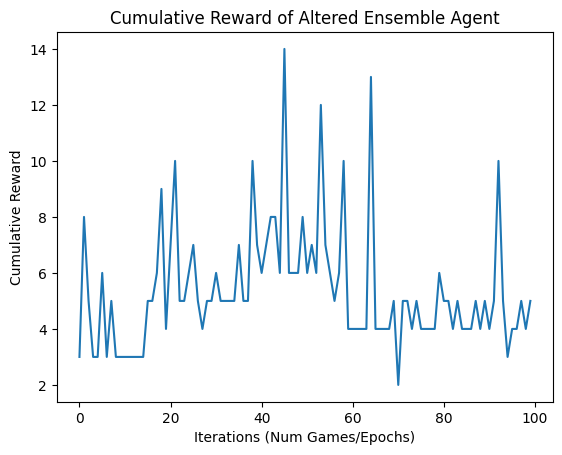 Cumulative Reward of Altered Ensemble Agent
14
12
10
8
6
4
2
Cumulative Reward
0 20 40 60 80 100
Iterations (Num Games/Epochs)